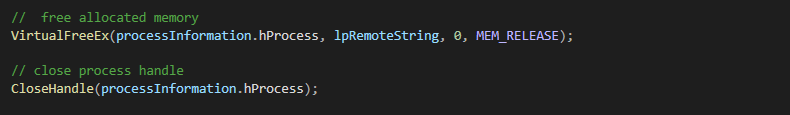 //  free allocated memory
VirtualFreeEx(processInformation.hProcess, lpRemoteString, 0, MEM_RELEASE);
// close process handle
CloseHandle(processInformation.hProcess);